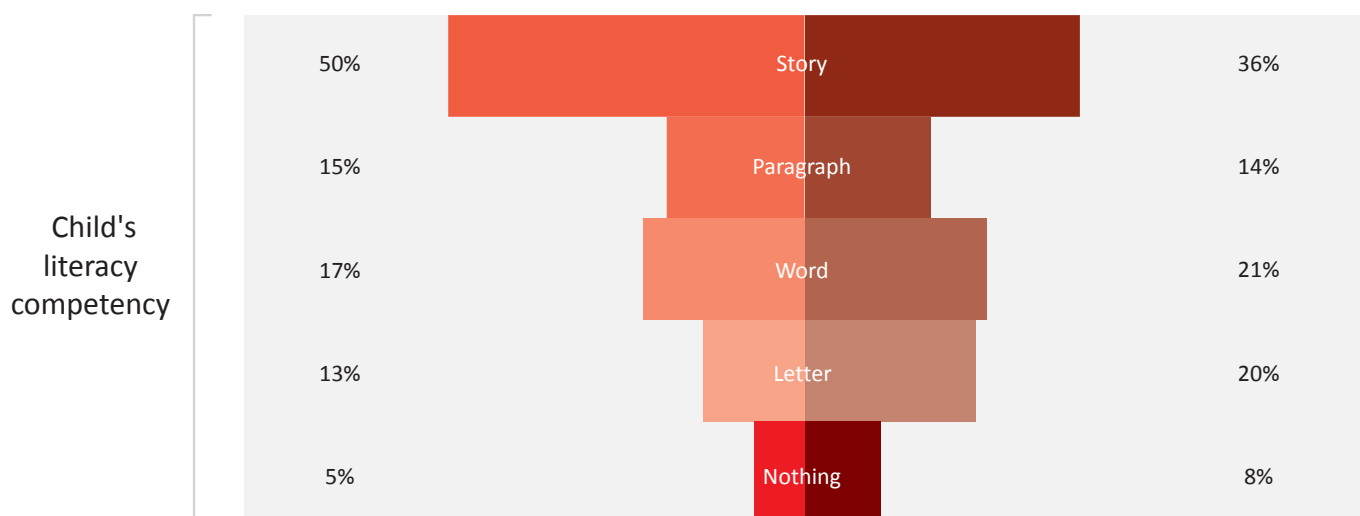 50% Story 36%
15% Paragraph 14%
Child's
literacy
competency
17% Word 21%
13% Letter 20%
5% Nothing 8%